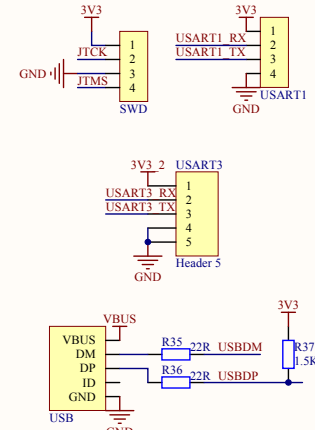 3V3 3V3
1 USART1_RX 1
JTCK 2 USART1_TX 2
GND 3 3
JTMS 4 4
SWD GND USART1
3V3_2 USART3
1
USART3_RX 2
USART3_TX 3
4
5
GND Header 5
VBUS 3V3
VBUS R35 22R USBDM R37
DM 1.5K
DP R36 22R USBDP
ID
GND
USB GND